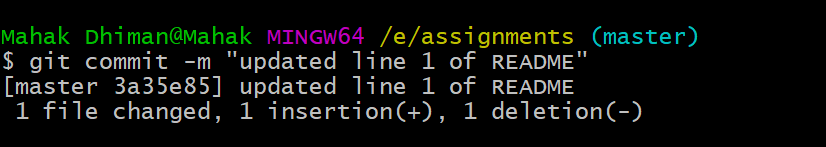 Mahak Dhiman@Mahak MINGW64 /e/assignments (master)
$ git commit -m "updated line 1 of README"
[master 3a35e85] updated line 1 of README
 1 file changed, 1 insertion(+), 1 deletion(-)